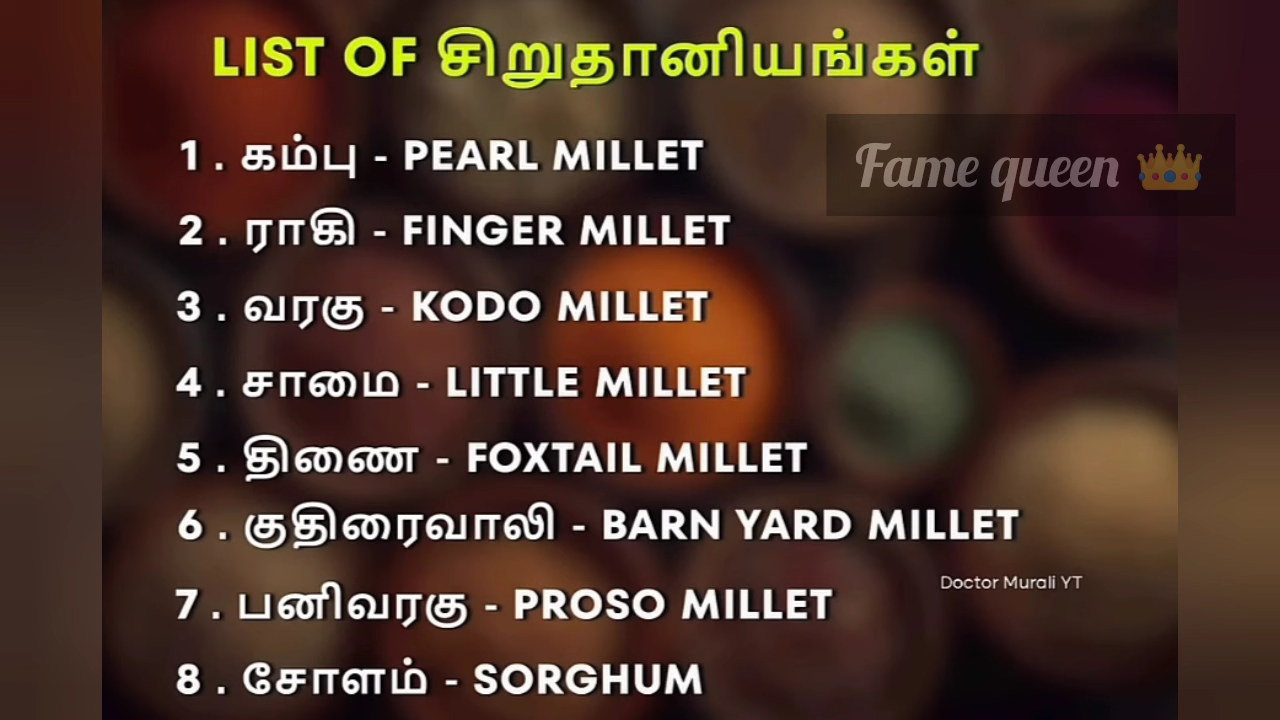 LIST OF சிறுதானியங்கள்
1 . கம்பு - PEARL MILLET
Fame queen 👑
2 . ராகி - FINGER MILLET
3 . வரகு - KODO MILLET
4 . சாமை - LITTLE MILLET
5 . திணை - FOXTAIL MILLET
6 . குதிரைவாலி - BARN YARD MILLET
Doctor Murali YT
7 . பனிவரகு - PROSO MILLET
8 . சோளம் - SORGHUM